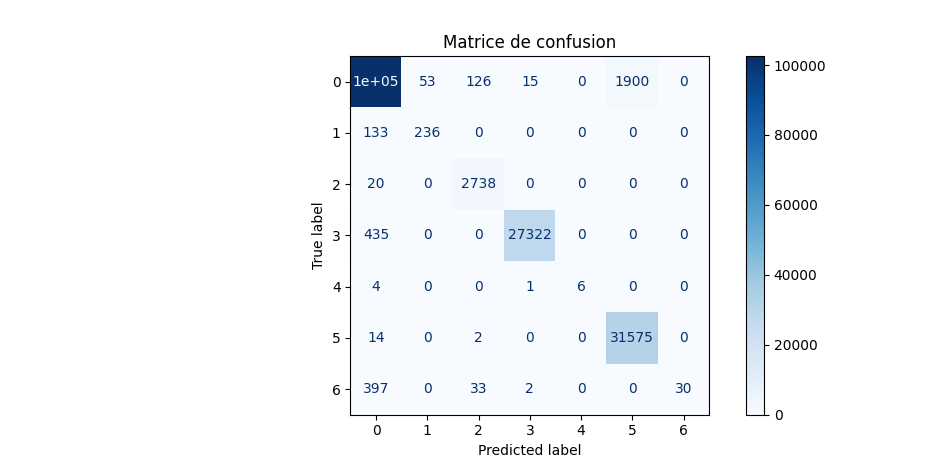 Matrice de confusion
0 1e+05 53 126 15 0 1900 0
1 133 236 0 0 0 0 0
2 20 0 2738 0 0 0 0
3 435 0 0 27322 0 0 0
4 4 0 0 1 6 0 0
5 14 0 2 0 0 31575 0
6 397 0 33 2 0 0 30
0 1 2 3 4 5 6
Predicted label
True label
100000
80000
60000
40000
20000
0